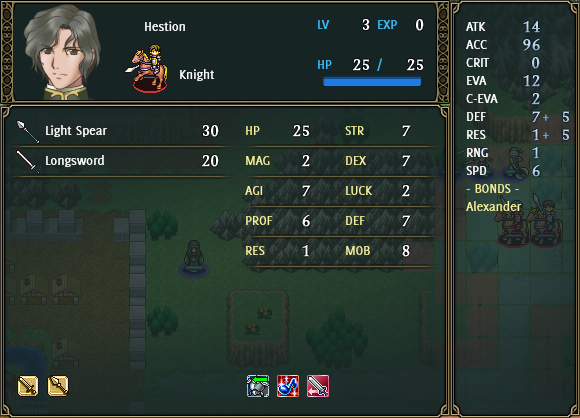 Hestion LV 3 EXP 0
Knight HP 25 / 25
Light Spear 30
Longsword 20
HP 25 STR 7
MAG 2 DEX 7
AGI 7 LUCK 2
PROF 6 DEF 7
RES 1 MOB 8
ATK 14
ACC 96
CRIT 0
EVA 12
C-EVA 2
DEF 7+ 5
RES 1+ 5
RNG 1
SPD 6
- BONDS -
Alexander